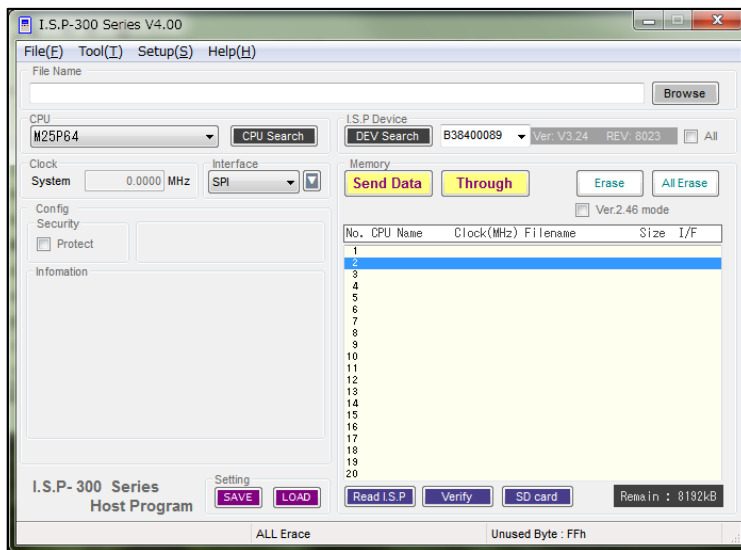 I.S.P-300 Series V4.00
File(F) Tool(T) Setup(S) Help(H)
File Name
Browse
CPU
M25P64
CPU Search
I.S.P Device
DEV Search
B38400089
Ver: V3.24
REV: 8023
All
Clock
System
0.0000
MHz
Interface
SPI
Memory
Send Data
Through
Erase
All Erase
Ver.2.46 mode
Config
Security
Protect
Infomation
No. CPU Name Clock(MHz) Filename Size I/F
1
2
3
4
5
6
7
8
9
10
11
12
13
14
15
16
17
18
19
20
I.S.P- 300 Series
Host Program
Setting
SAVE
LOAD
Read I.S.P
Verify
SD card
Remain : 8192kB
ALL Erace
Unused Byte : FFh